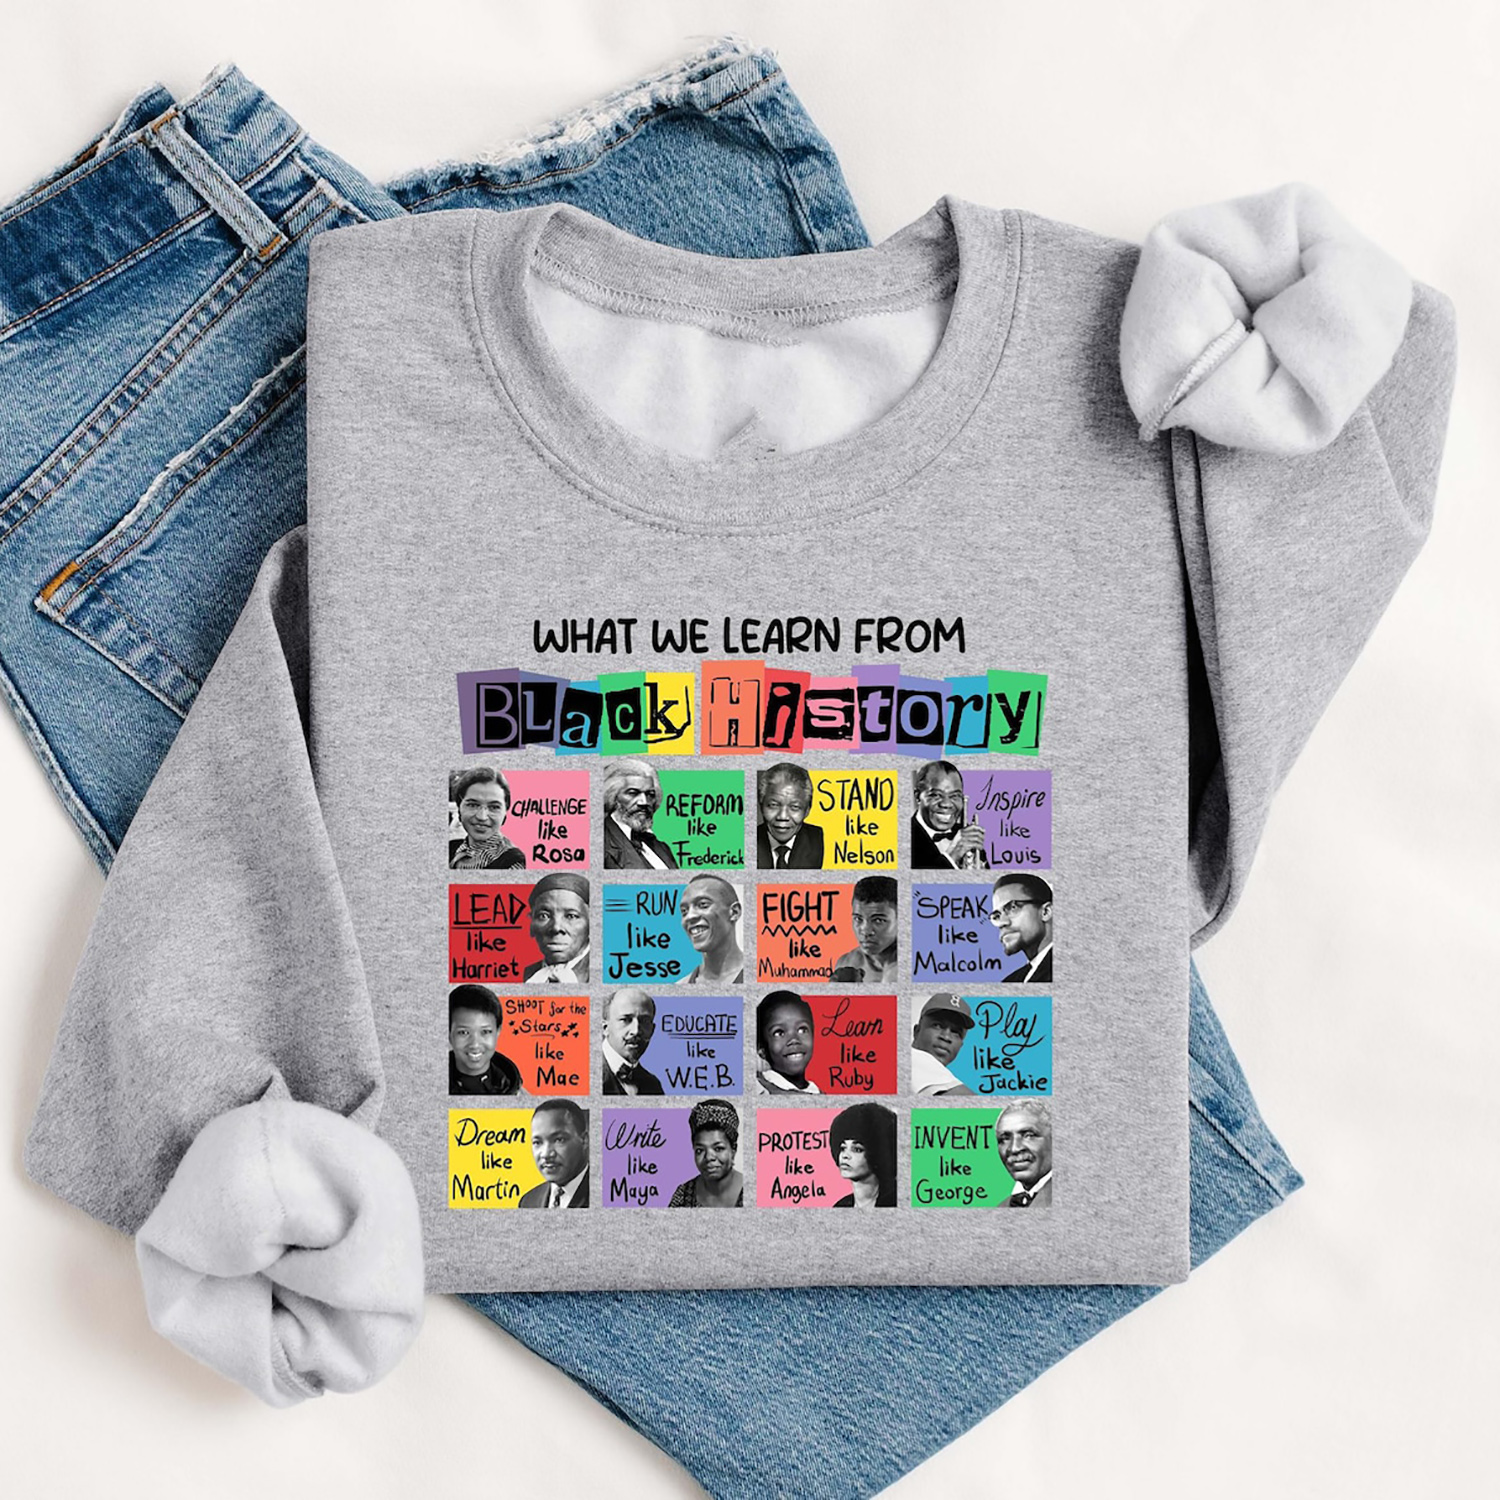 WHAT WE LEARN FROM
BLacK HiSTORY
CHALLENGE
like
Rosa
REFORM
like
Frederick
STAND
like
Nelson
Inspire
like
Louis
LEAD
like
Harriet
RUN
like
Jesse
FIGHT
like
Muhammad
"SPEAK"
like
Malcolm
SHOOT for the
Stars
like
Mae
EDUCATE
like
W.E.B.
Learn
like
Ruby
B
Play
like
Jackie
Dream
like
Martin
Write
like
Maya
PROTEST
like
Angela
INVENT
like
George